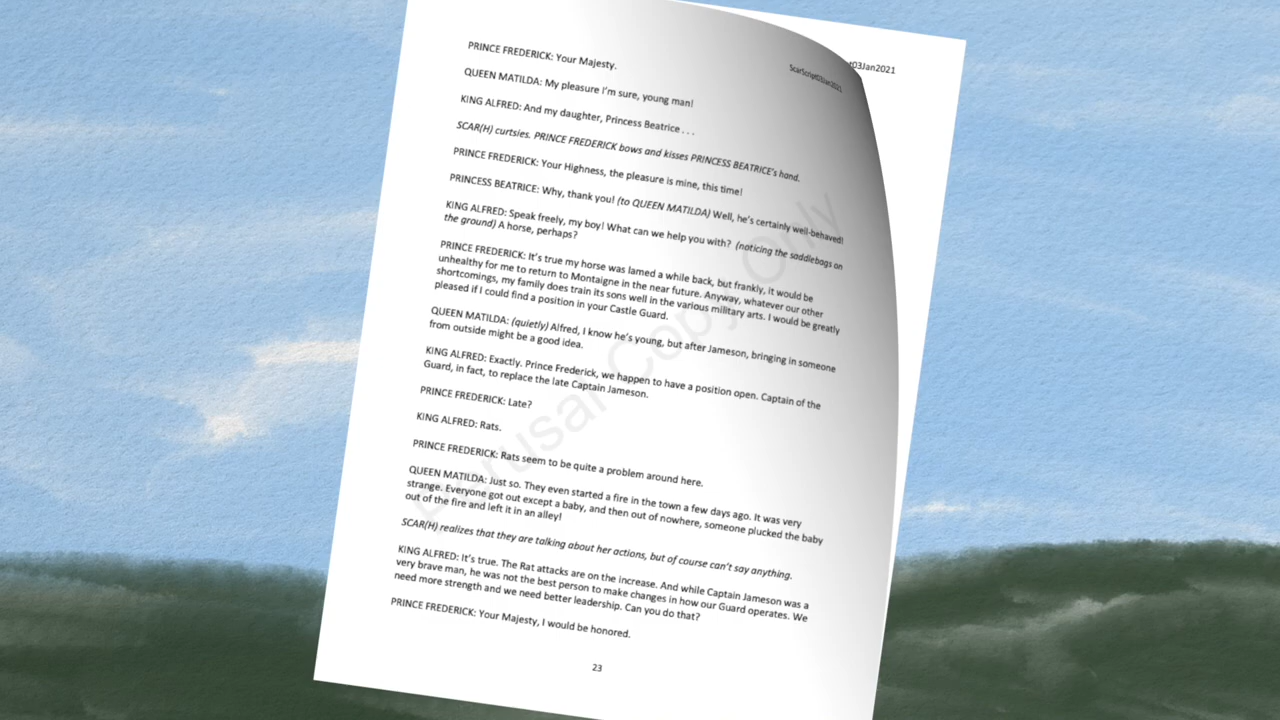 ScarScript03Jan2021
t03Jan2021
PRINCE FREDERICK: Your Majesty.
QUEEN MATILDA: My pleasure I’m sure, young man!
KING ALFRED: And my daughter, Princess Beatrice . . .
SCAR(H) curtsies. PRINCE FREDERICK bows and kisses PRINCESS BEATRICE’s hand.
PRINCE FREDERICK: Your Highness, the pleasure is mine, this time!
PRINCESS BEATRICE: Why, thank you! (to QUEEN MATILDA) Well, he’s certainly well-behaved!
KING ALFRED: Speak freely, my boy! What can we help you with? (noticing the saddlebags on
the ground) A horse, perhaps?
PRINCE FREDERICK: It’s true my horse was lamed a while back, but frankly, it would be
unhealthy for me to return to Montaigne in the near future. Anyway, whatever our other
shortcomings, my family does train its sons well in the various military arts. I would be greatly
pleased if I could find a position in your Castle Guard.
QUEEN MATILDA: (quietly) Alfred, I know he’s young, but after Jameson, bringing in someone
from outside might be a good idea.
KING ALFRED: Exactly. Prince Frederick, we happen to have a position open. Captain of the
Guard, in fact, to replace the late Captain Jameson.
PRINCE FREDERICK: Late?
KING ALFRED: Rats.
PRINCE FREDERICK: Rats seem to be quite a problem around here.
QUEEN MATILDA: Just so. They even started a fire in the town a few days ago. It was very
strange. Everyone got out except a baby, and then out of nowhere, someone plucked the baby
out of the fire and left it in an alley!
SCAR(H) realizes that they are talking about her actions, but of course can’t say anything.
KING ALFRED: It’s true. The Rat attacks are on the increase. And while Captain Jameson was a
very brave man, he was not the best person to make changes in how our Guard operates. We
need more strength and we need better leadership. Can you do that?
PRINCE FREDERICK: Your Majesty, I would be honored.
23
Perusal Copy Only